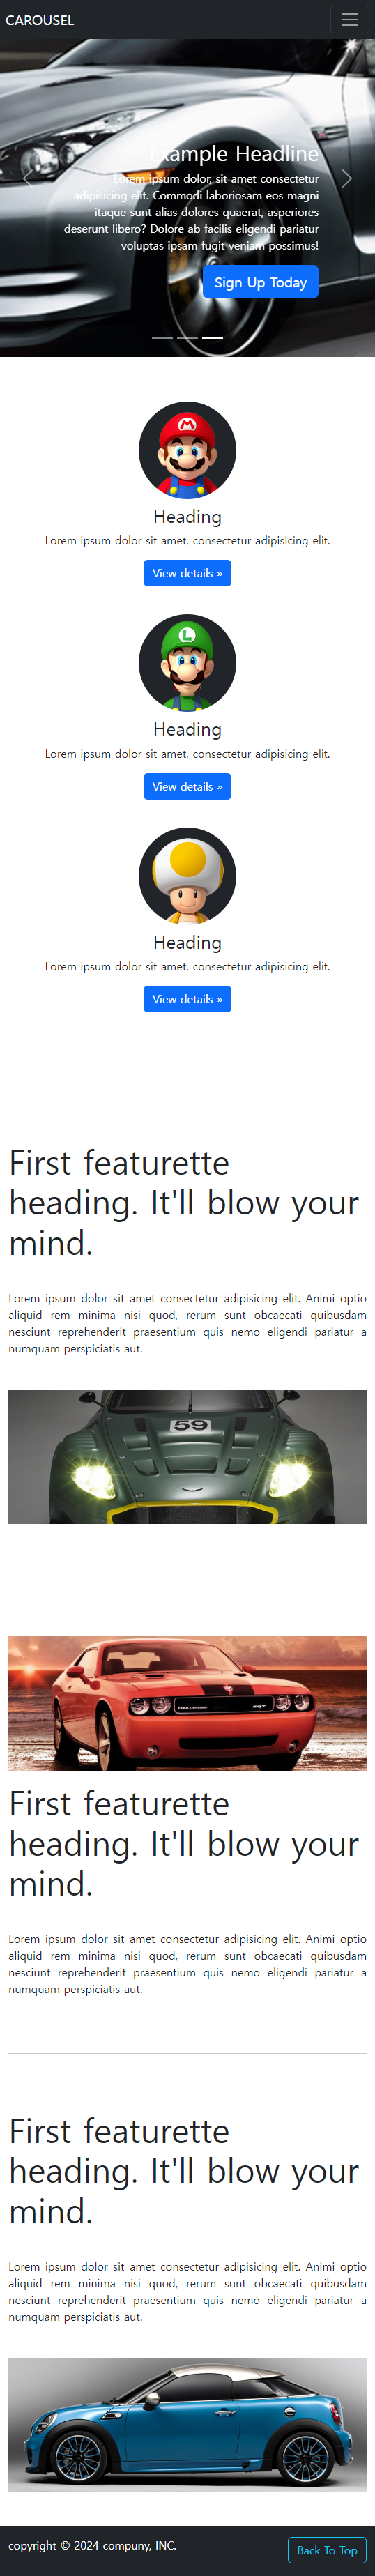 CAROUSEL
Example Headline
Lorem ipsum dolor, sit amet consectetur
adipisicing elit. Commodi laboriosam eos magni
itaque sunt alias dolores quaerat, asperiores
deserunt libero? Dolore ab facilis eligendi pariatur
voluptas ipsam fugit veniam possimus!
Sign Up Today
Heading
Lorem ipsum dolor sit amet, consectetur adipisicing elit.
View details »
Heading
Lorem ipsum dolor sit amet, consectetur adipisicing elit.
View details »
Heading
Lorem ipsum dolor sit amet, consectetur adipisicing elit.
View details »
First featurette
heading. It'll blow your
mind.
Lorem ipsum dolor sit amet consectetur adipisicing elit. Animi optio
aliquid rem minima nisi quod, rerum sunt obcaecati quibusdam
nesciunt reprehenderit praesentium quis nemo eligendi pariatur a
numquam perspiciatis aut.
59
First featurette
heading. It'll blow your
mind.
Lorem ipsum dolor sit amet consectetur adipisicing elit. Animi optio
aliquid rem minima nisi quod, rerum sunt obcaecati quibusdam
nesciunt reprehenderit praesentium quis nemo eligendi pariatur a
numquam perspiciatis aut.
First featurette
heading. It'll blow your
mind.
Lorem ipsum dolor sit amet consectetur adipisicing elit. Animi optio
aliquid rem minima nisi quod, rerum sunt obcaecati quibusdam
nesciunt reprehenderit praesentium quis nemo eligendi pariatur a
numquam perspiciatis aut.
copyright © 2024 compuny, INC.
Back To Top